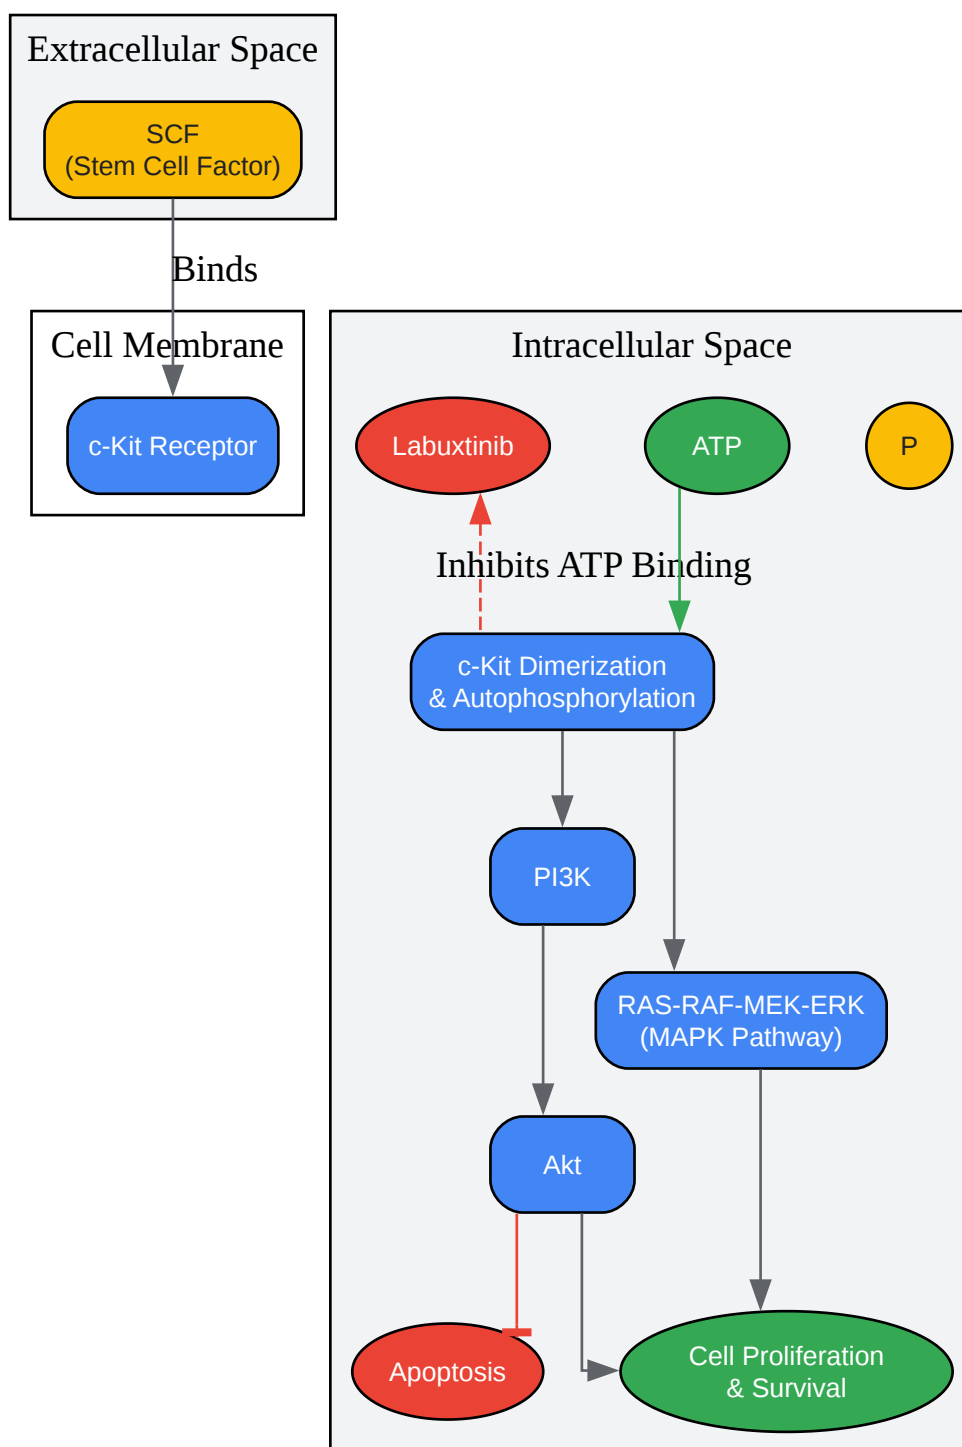 Extracellular Space
SCF
(Stem Cell Factor)
Binds
Cell Membrane
c-Kit Receptor
Intracellular Space
Labuxtinib
ATP
P
Inhibits ATP Binding
c-Kit Dimerization
& Autophosphorylation
PI3K
RAS-RAF-MEK-ERK
(MAPK Pathway)
Akt
Apoptosis
Cell Proliferation
& Survival